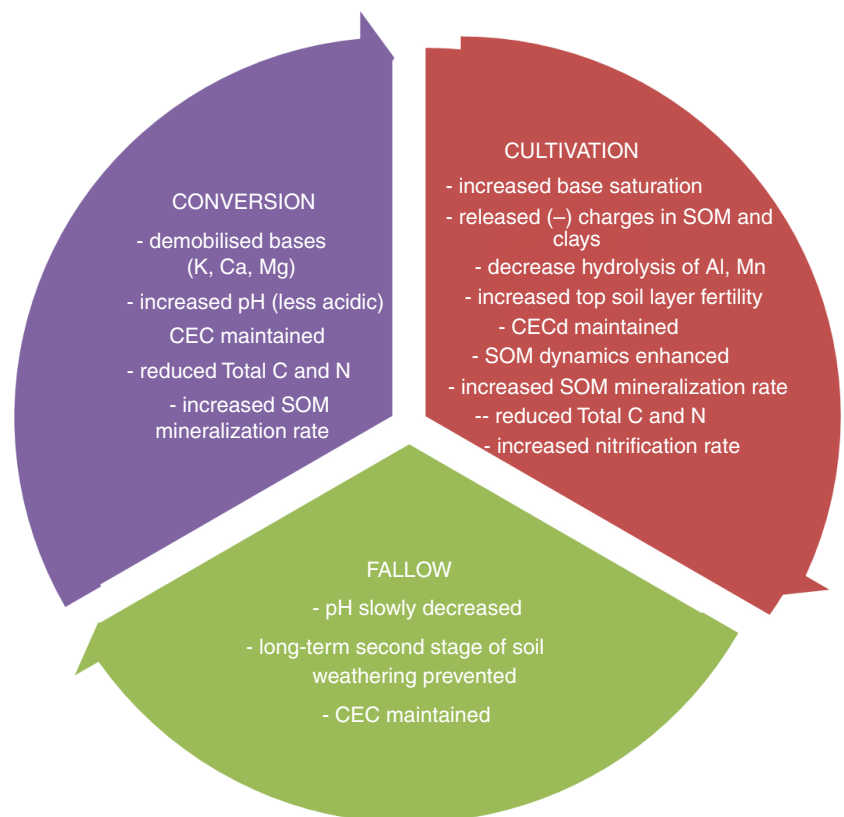 CONVERSION
- demobilised bases
(K, Ca, Mg)
- increased pH (less acidic)
CEC maintained
- reduced Total C and N
- increased SOM
mineralization rate
CULTIVATION
- increased base saturation
- released (–) charges in SOM and
clays
- decrease hydrolysis of Al, Mn
- increased top soil layer fertility
- CECd maintained
- SOM dynamics enhanced
- increased SOM mineralization rate
-- reduced Total C and N
- increased nitrification rate
FALLOW
- pH slowly decreased
- long-term second stage of soil
weathering prevented
- CEC maintained